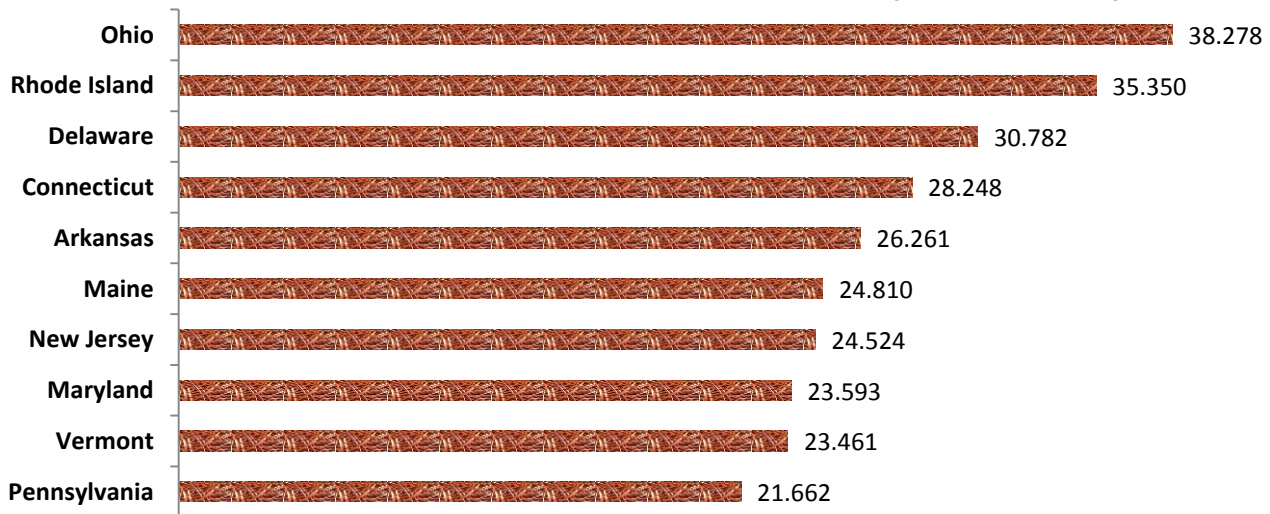 Ohio 38.278
Rhode Island 35.350
Delaware 30.782
Connecticut 28.248
Arkansas 26.261
Maine 24.810
New Jersey 24.524
Maryland 23.593
Vermont 23.461
Pennsylvania 21.662